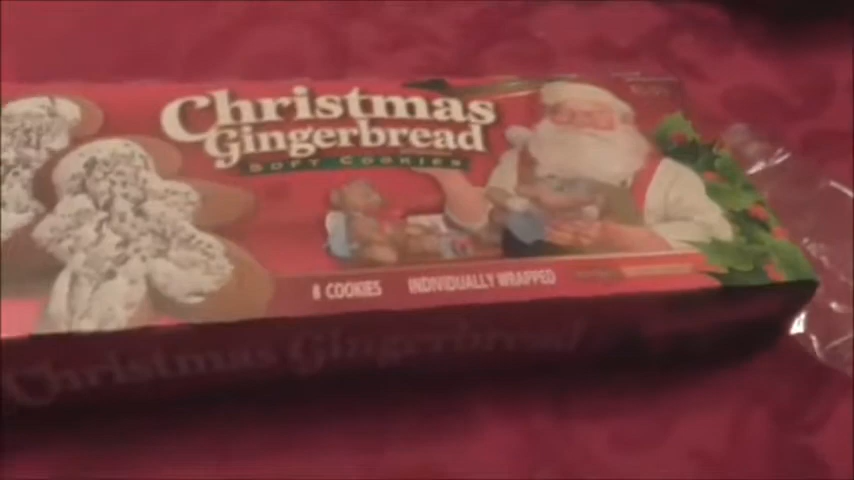 Christmas
Gingerbread
SOFT COOKIES
8 COOKIES INDIVIDUALLY WRAPPED
Christmas Gingerbread